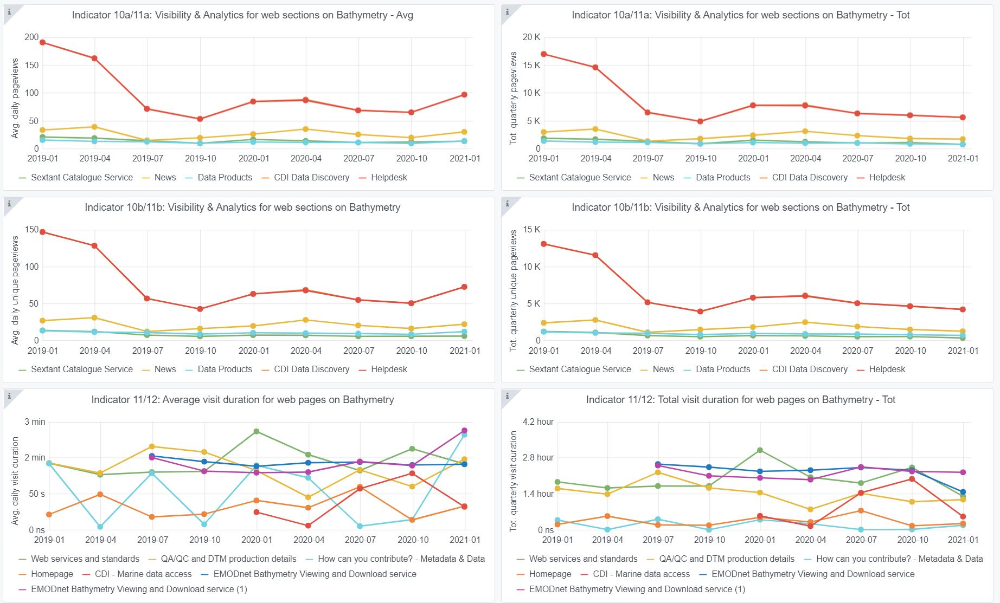 Indicator 10a/11a: Visibility & Analytics for web sections on Bathymetry - Avg
Avg. daily pageviews
200
150
100
50
0
2019-01 2019-04 2019-07 2019-10 2020-01 2020-04 2020-07 2020-10 2021-01
Sextant Catalogue Service News Data Products CDI Data Discovery Helpdesk
Indicator 10a/11a: Visibility & Analytics for web sections on Bathymetry - Tot
Tot. quarterly pageviews
20 K
15 K
10 K
5 K
0
2019-01 2019-04 2019-07 2019-10 2020-01 2020-04 2020-07 2020-10 2021-01
Sextant Catalogue Service News Data Products CDI Data Discovery Helpdesk
Indicator 10b/11b: Visibility & Analytics for web sections on Bathymetry
Avg. daily unique pageviews
150
100
50
0
2019-01 2019-04 2019-07 2019-10 2020-01 2020-04 2020-07 2020-10 2021-01
Sextant Catalogue Service News Data Products CDI Data Discovery Helpdesk
Indicator 10b/11b: Visibility & Analytics for web sections on Bathymetry - Tot
Tot. quarterly unique pageviews
15 K
10 K
5 K
0
2019-01 2019-04 2019-07 2019-10 2020-01 2020-04 2020-07 2020-10 2021-01
Sextant Catalogue Service News Data Products CDI Data Discovery Helpdesk
Indicator 11/12: Average visit duration for web pages on Bathymetry
Avg. daily visit duration
3 min
2 min
50 s
0 ns
2019-01 2019-04 2019-07 2019-10 2020-01 2020-04 2020-07 2020-10 2021-01
Web services and standards QA/QC and DTM production details How can you contribute? - Metadata & Data
Homepage CDI - Marine data access EMODnet Bathymetry Viewing and Download service
EMODnet Bathymetry Viewing and Download service (1)
Indicator 11/12: Total visit duration for web pages on Bathymetry - Tot
Tot. quarterly visit duration
4.2 hour
2.8 hour
1.4 hour
0 ns
2019-01 2019-04 2019-07 2019-10 2020-01 2020-04 2020-07 2020-10 2021-01
Web services and standards QA/QC and DTM production details How can you contribute? - Metadata & Data
Homepage CDI - Marine data access EMODnet Bathymetry Viewing and Download service
EMODnet Bathymetry Viewing and Download service (1)